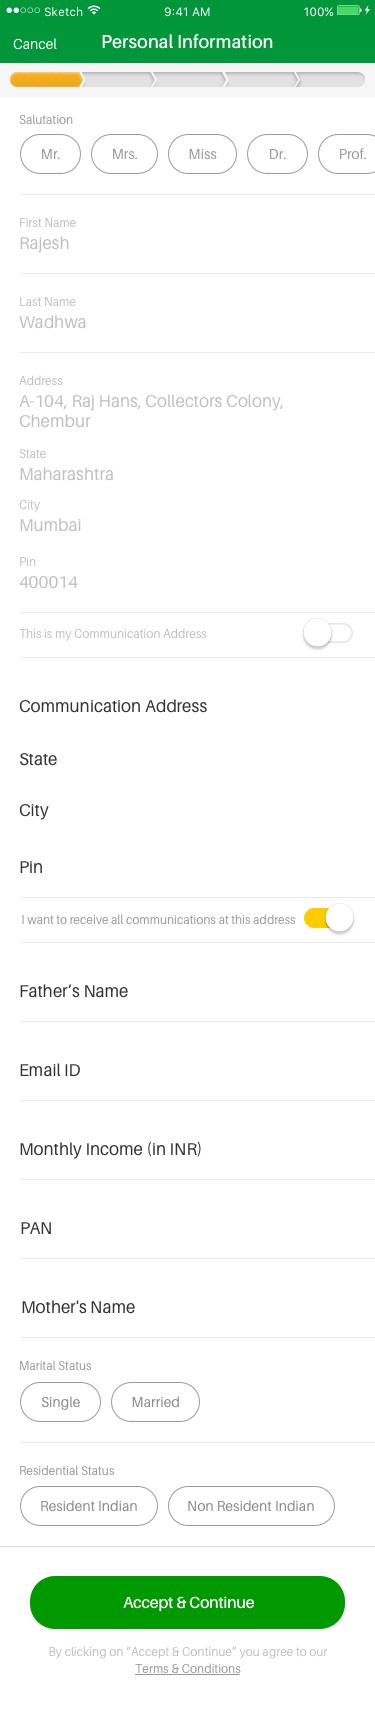 Sketch 9:41 AM 100%
Cancel Personal Information
Salutation
Mr. Mrs. Miss Dr. Prof.
First Name
Rajesh
Last Name
Wadhwa
Address
A-104, Raj Hans, Collectors Colony,
Chembur
State
Maharashtra
City
Mumbai
Pin
400014
This is my Communication Address
Communication Address
State
City
Pin
I want to receive all communications at this address
Father’s Name
Email ID
Monthly Income (in INR)
PAN
Mother's Name
Marital Status
Single Married
Residential Status
Resident Indian Non Resident Indian
Accept & Continue
By clicking on “Accept & Continue” you agree to our
Terms & Conditions